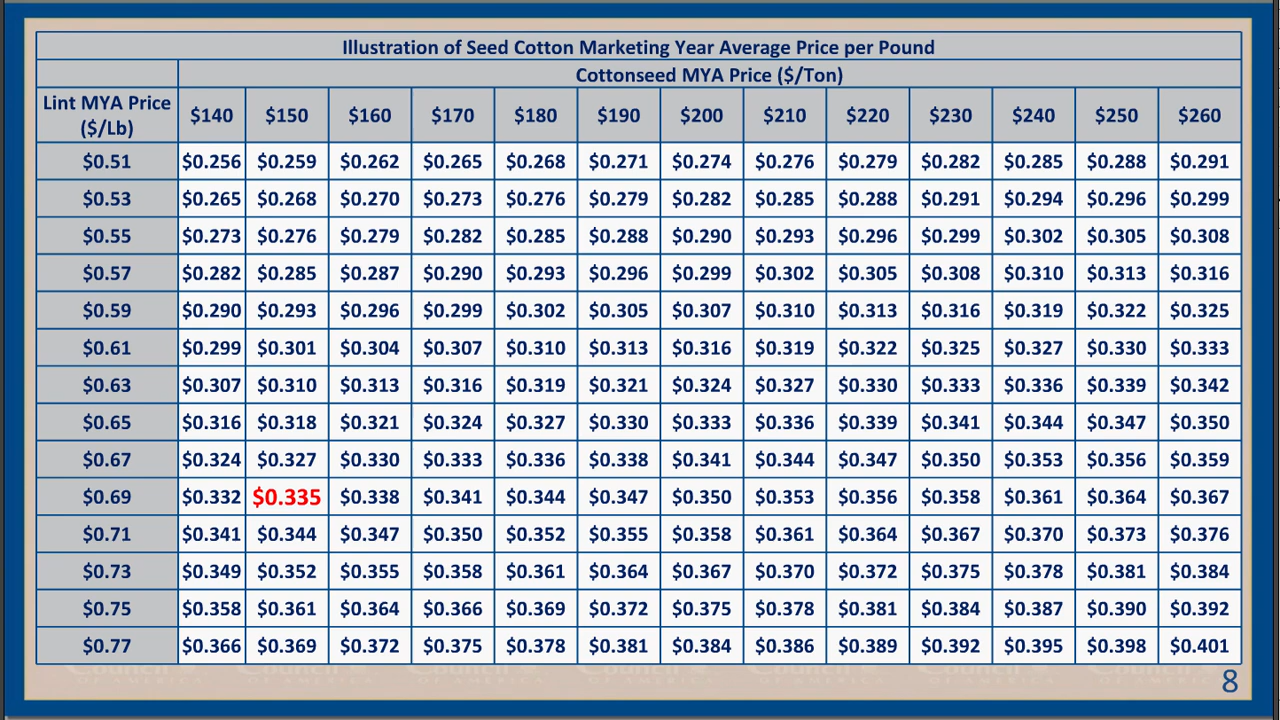 Illustration of Seed Cotton Marketing Year Average Price per Pound
Cottonseed MYA Price ($/Ton)
Lint MYA Price ($/Lb) $140 $150 $160 $170 $180 $190 $200 $210 $220 $230 $240 $250 $260
$0.51 $0.256 $0.259 $0.262 $0.265 $0.268 $0.271 $0.274 $0.276 $0.279 $0.282 $0.285 $0.288 $0.291
$0.53 $0.265 $0.268 $0.270 $0.273 $0.276 $0.279 $0.282 $0.285 $0.288 $0.291 $0.294 $0.296 $0.299
$0.55 $0.273 $0.276 $0.279 $0.282 $0.285 $0.288 $0.290 $0.293 $0.296 $0.299 $0.302 $0.305 $0.308
$0.57 $0.282 $0.285 $0.287 $0.290 $0.293 $0.296 $0.299 $0.302 $0.305 $0.308 $0.310 $0.313 $0.316
$0.59 $0.290 $0.293 $0.296 $0.299 $0.302 $0.305 $0.307 $0.310 $0.313 $0.316 $0.319 $0.322 $0.325
$0.61 $0.299 $0.301 $0.304 $0.307 $0.310 $0.313 $0.316 $0.319 $0.322 $0.325 $0.327 $0.330 $0.333
$0.63 $0.307 $0.310 $0.313 $0.316 $0.319 $0.321 $0.324 $0.327 $0.330 $0.333 $0.336 $0.339 $0.342
$0.65 $0.316 $0.318 $0.321 $0.324 $0.327 $0.330 $0.333 $0.336 $0.339 $0.341 $0.344 $0.347 $0.350
$0.67 $0.324 $0.327 $0.330 $0.333 $0.336 $0.338 $0.341 $0.344 $0.347 $0.350 $0.353 $0.356 $0.359
$0.69 $0.332 $0.335 $0.338 $0.341 $0.344 $0.347 $0.350 $0.353 $0.356 $0.358 $0.361 $0.364 $0.367
$0.71 $0.341 $0.344 $0.347 $0.350 $0.352 $0.355 $0.358 $0.361 $0.364 $0.367 $0.370 $0.373 $0.376
$0.73 $0.349 $0.352 $0.355 $0.358 $0.361 $0.364 $0.367 $0.370 $0.372 $0.375 $0.378 $0.381 $0.384
$0.75 $0.358 $0.361 $0.364 $0.366 $0.369 $0.372 $0.375 $0.378 $0.381 $0.384 $0.387 $0.390 $0.392
$0.77 $0.366 $0.369 $0.372 $0.375 $0.378 $0.381 $0.384 $0.386 $0.389 $0.392 $0.395 $0.398 $0.401
8